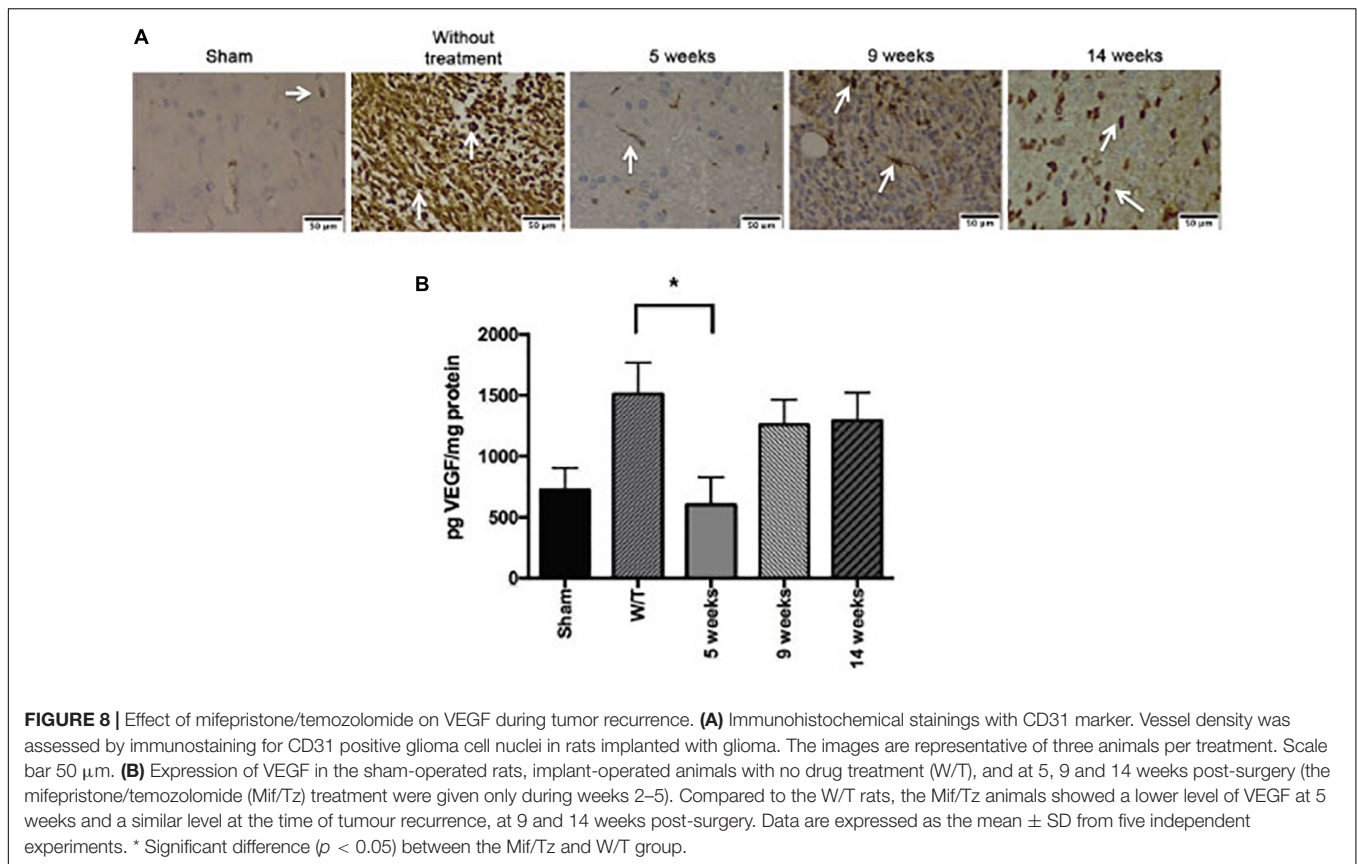 A
Sham
Without
treatment
5 weeks
9 weeks
14 weeks
50 μm
50 μm
50 μm
50 μm
50 μm
B
*
pg VEGF/mg protein
2000
1500
1000
500
0
Sham
W/T
5 weeks
9 weeks
14 weeks
FIGURE 8 | Effect of mifepristone/temozolomide on VEGF during tumor recurrence. (A) Immunohistochemical stainings with CD31 marker. Vessel density was
assessed by immunostaining for CD31 positive glioma cell nuclei in rats implanted with glioma. The images are representative of three animals per treatment. Scale
bar 50 μm. (B) Expression of VEGF in the sham-operated rats, implant-operated animals with no drug treatment (W/T), and at 5, 9 and 14 weeks post-surgery (the
mifepristone/temozolomide (Mif/Tz) treatment were given only during weeks 2–5). Compared to the W/T rats, the Mif/Tz animals showed a lower level of VEGF at 5
weeks and a similar level at the time of tumour recurrence, at 9 and 14 weeks post-surgery. Data are expressed as the mean ± SD from five independent
experiments. * Significant difference (p < 0.05) between the Mif/Tz and W/T group.